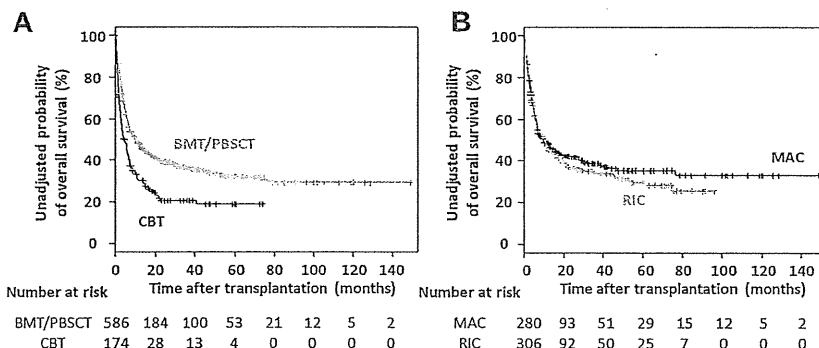 A
Unadjusted probability
of overall survival (%)
100
80
60
40
20
0
BMT/PBSCT
CBT
0 20 40 60 80 100 120 140
Time after transplantation (months)
Number at risk
BMT/PBSCT 586 184 100 53 21 12 5 2
CBT 174 28 13 4 0 0 0 0
B
Unadjusted probability
of overall survival (%)
100
80
60
40
20
0
MAC
RIC
0 20 40 60 80 100 120 140
Time after transplantation (months)
Number at risk
MAC 280 93 51 29 15 12 5 2
RIC 306 92 50 25 7 0 0 0